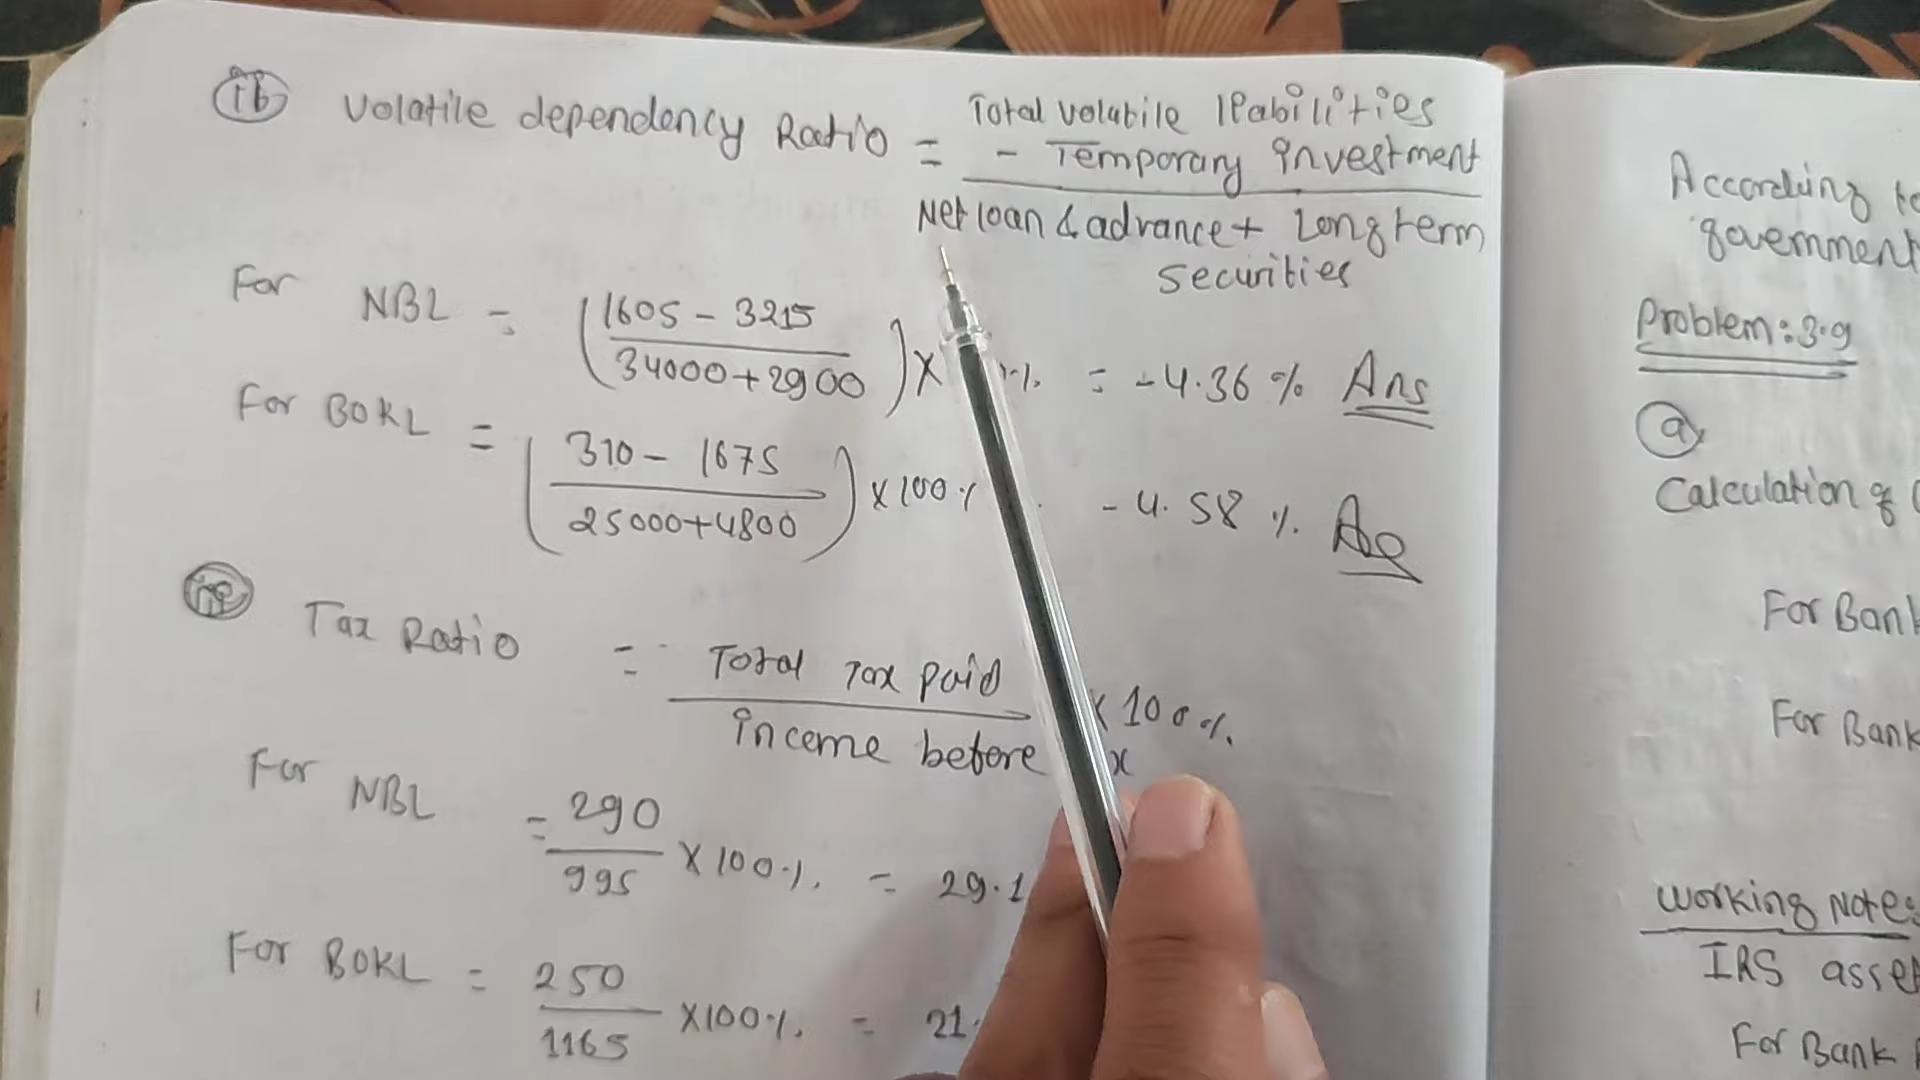 ib Volatile dependency Ratio = Total volatile liabilities
- Temporary investment
Net loan & advance + Long term
securities
For NBL = (1605 - 3215
34000+2900) × % = -4.36 % Ans
For BOKL = (310 - 1675
25000+4800) × 100 % - 4.58 %
Tax Ratio = Total Tax paid × 100 %
income before x
For NBL = 290
995 × 100 % = 29.1
For BOKL = 250
1165 × 100 % = 21.
According to
government
Problem: 3.9
a
Calculation of
For Bank
For Bank
Working Note:
IRS asse
For Bank